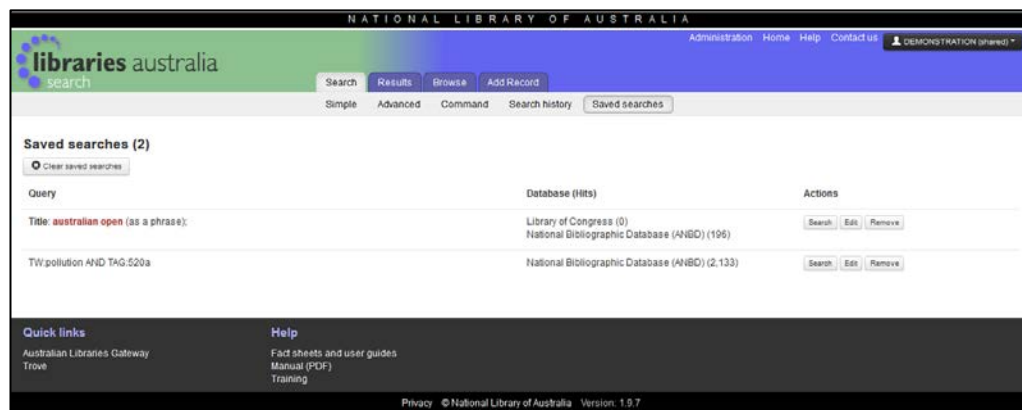 NATIONAL LIBRARY OF AUSTRALIA
Administration Home Help Contact us DEMONSTRATION (shared)
libraries australia
search
Search Results Browse Add Record
Simple Advanced Command Search history Saved searches
Saved searches (2)
Clear saved searches
Query Database (Hits) Actions
Title: australian open (as a phrase); Library of Congress (0) Search Edit Remove
National Bibliographic Database (ANBD) (196)
TW:pollution AND TAG:520a National Bibliographic Database (ANBD) (2,133) Search Edit Remove
Quick links Help
Australian Libraries Gateway Fact sheets and user guides
Trove Manual (PDF)
Training
Privacy © National Library of Australia Version: 1.9.7